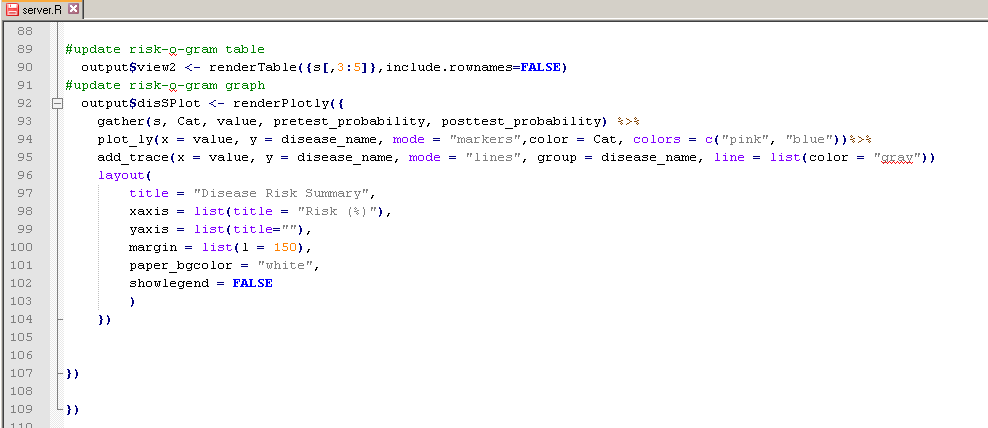 server.R
88
89 #update risk-o-gram table
90 output$view2 <- renderTable({s[,3:5]},include.rownames=FALSE)
91 #update risk-o-gram graph
92 output$disSPlot <- renderPlotly({
93 gather(s, Cat, value, pretest_probability, posttest_probability) %>%
94 plot_ly(x = value, y = disease_name, mode = "markers",color = Cat, colors = c("pink", "blue"))%>%
95 add_trace(x = value, y = disease_name, mode = "lines", group = disease_name, line = list(color = "gray"))
96 layout(
97 title = "Disease Risk Summary",
98 xaxis = list(title = "Risk (%)"),
99 yaxis = list(title=""),
100 margin = list(l = 150),
101 paper_bgcolor = "white",
102 showlegend = FALSE
103 )
104 })
105
106
107 })
108
109 })
110